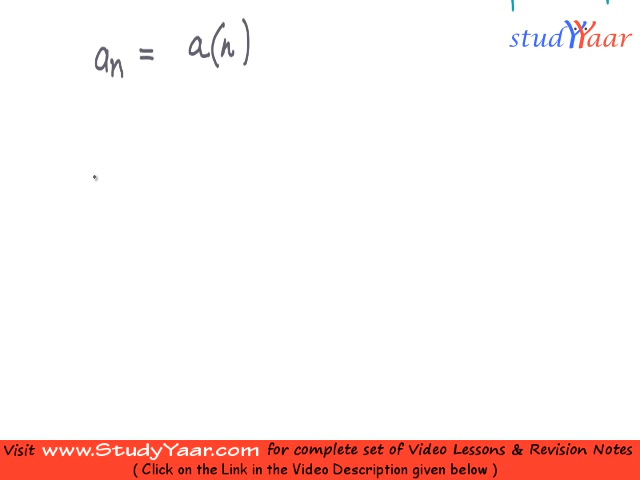 aₙ = a(n)
studYYaar
Visit www.StudyYaar.com for complete set of Video Lessons & Revision Notes
( Click on the Link in the Video Description given below )